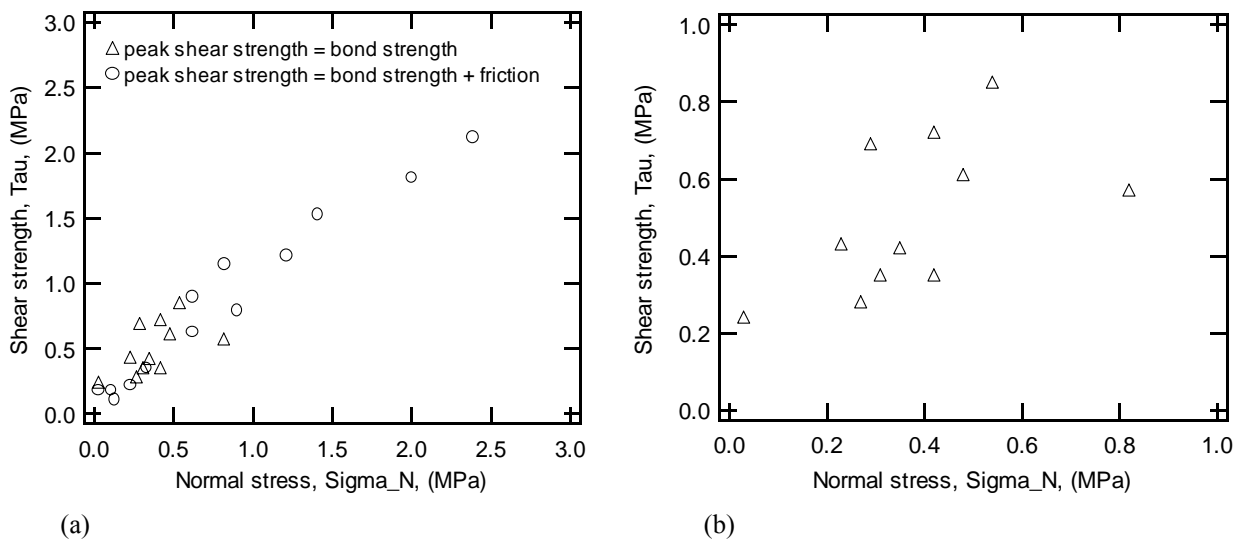 3.0
2.5
2.0
1.5
1.0
0.5
0.0
Shear strength, Tau, (MPa)
peak shear strength = bond strength
peak shear strength = bond strength + friction
0.0 0.5 1.0 1.5 2.0 2.5 3.0
Normal stress, Sigma_N, (MPa)
(a)
1.0
0.8
0.6
0.4
0.2
0.0
Shear strength, Tau, (MPa)
0.0 0.2 0.4 0.6 0.8 1.0
Normal stress, Sigma_N, (MPa)
(b)